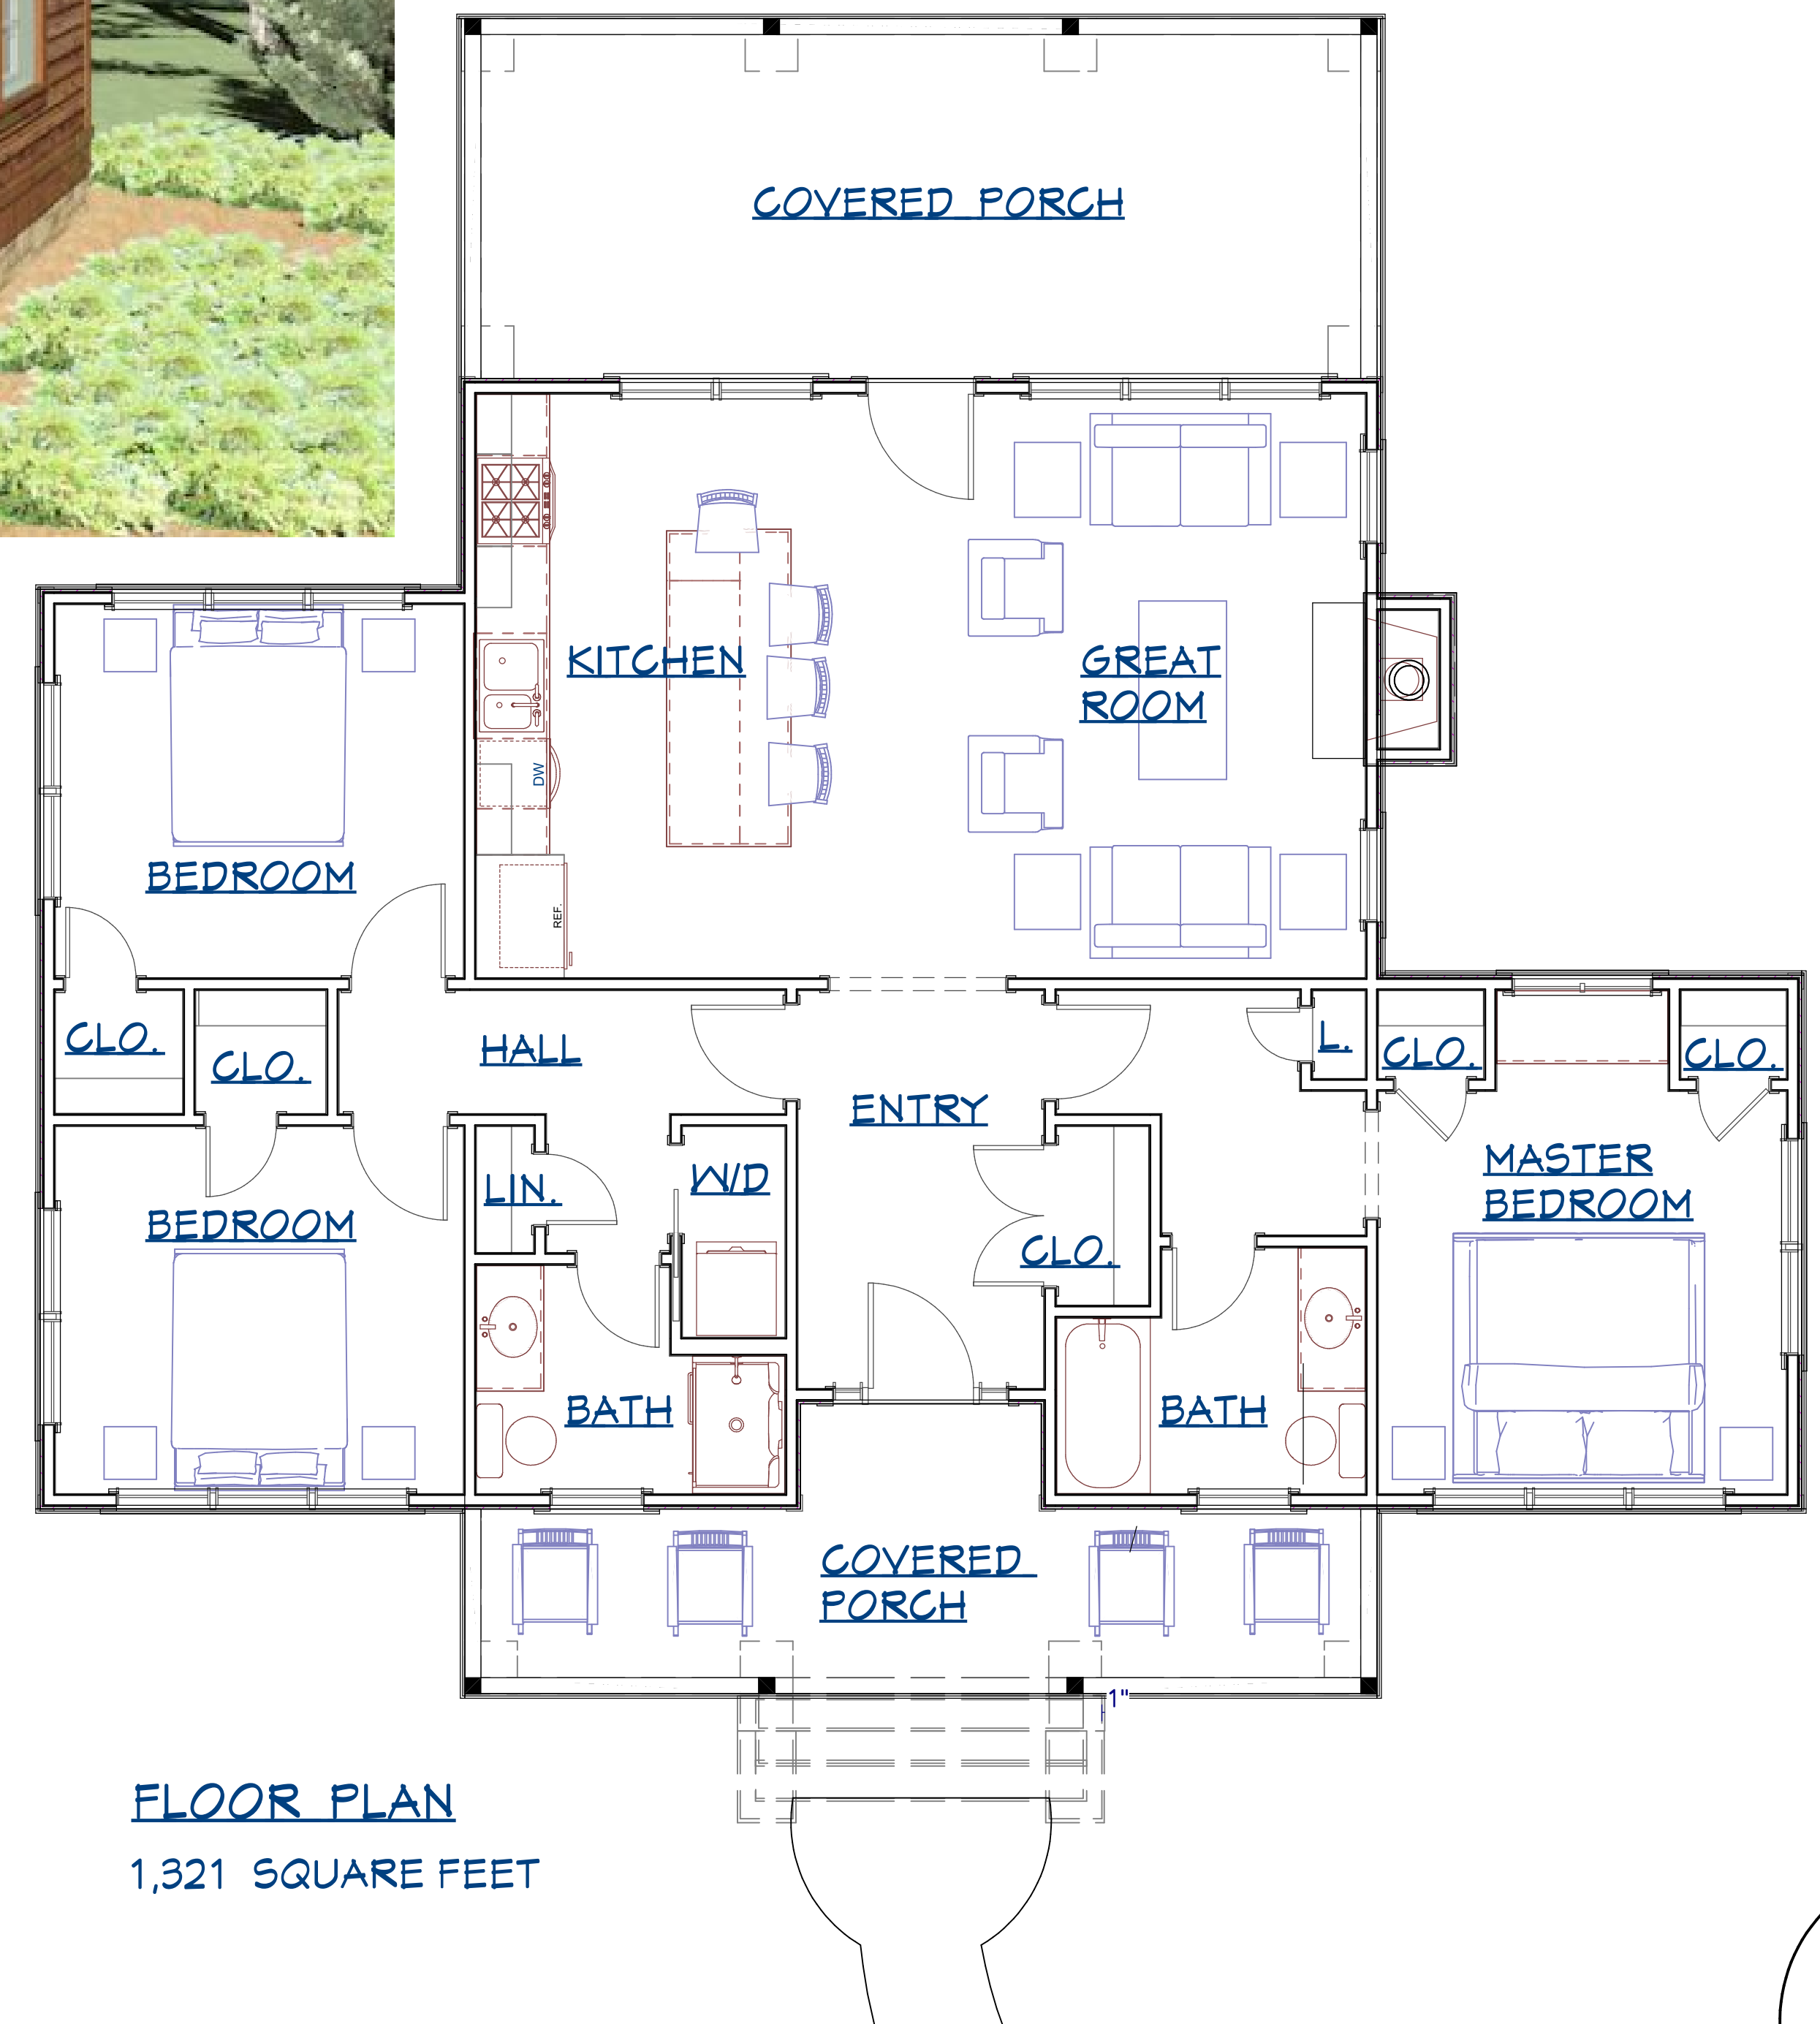 COVERED PORCH
KITCHEN
GREAT
ROOM
DW
REF.
BEDROOM
CLO.
CLO.
HALL
ENTRY
L.
CLO.
CLO.
LIN.
W/D
CLO.
MASTER
BEDROOM
BEDROOM
BATH
BATH
COVERED
PORCH
1"
FLOOR PLAN
1,321 SQUARE FEET